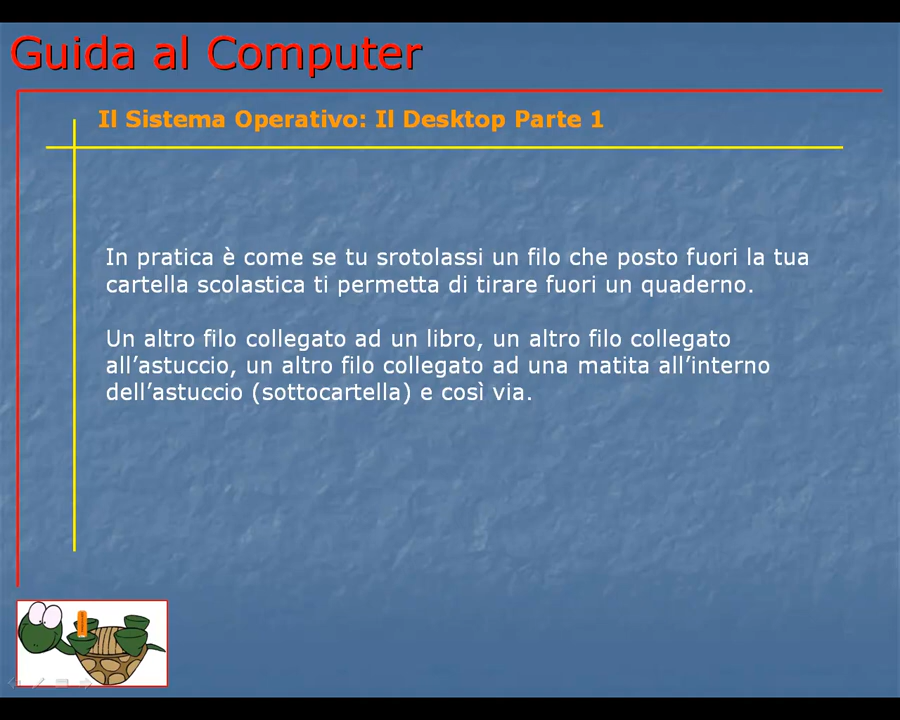 Guida al Computer
Il Sistema Operativo: Il Desktop Parte 1
In pratica è come se tu srotolassi un filo che posto fuori la tua
cartella scolastica ti permetta di tirare fuori un quaderno.
Un altro filo collegato ad un libro, un altro filo collegato
all’astuccio, un altro filo collegato ad una matita all’interno
dell’astuccio (sottocartella) e così via.